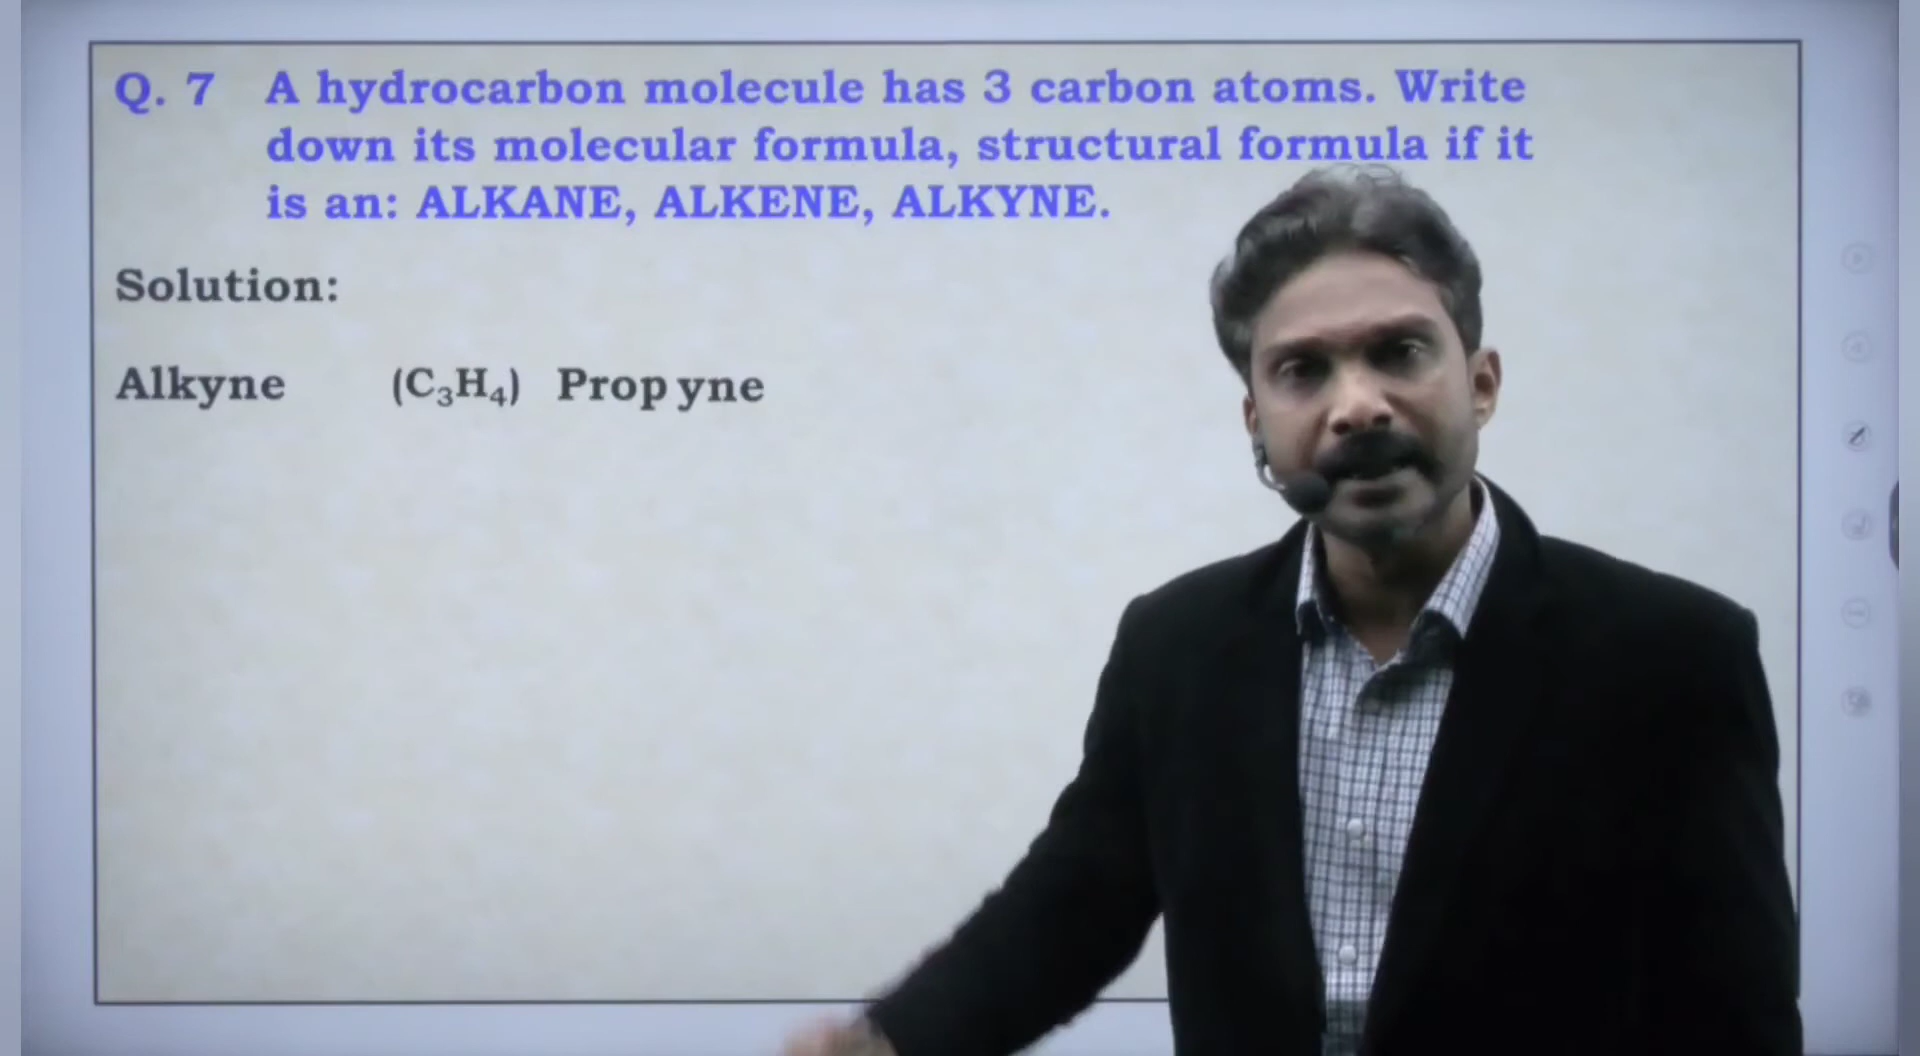 Q. 7 A hydrocarbon molecule has 3 carbon atoms. Write
down its molecular formula, structural formula if it
is an: ALKANE, ALKENE, ALKYNE.
Solution:
Alkyne (C₃H₄) Prop yne